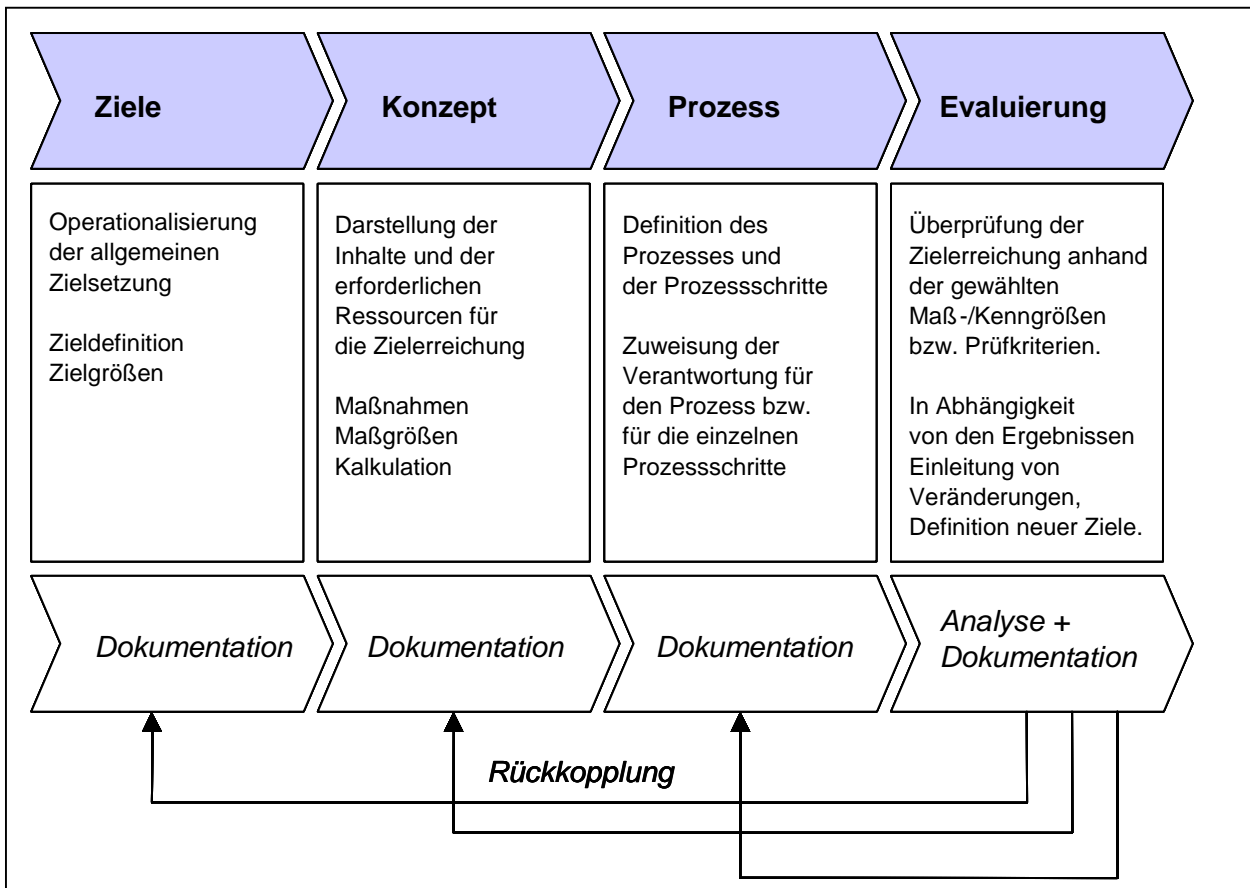 Ziele
Konzept
Prozess
Evaluierung
Operationalisierung
der allgemeinen
Zielsetzung
Zieldefinition
Zielgrößen
Darstellung der
Inhalte und der
erforderlichen
Ressourcen für
die Zielerreichung
Maßnahmen
Maßgrößen
Kalkulation
Definition des
Prozesses und
der Prozessschritte
Zuweisung der
Verantwortung für
den Prozess bzw.
für die einzelnen
Prozessschritte
Überprüfung der
Zielerreichung anhand
der gewählten
Maß-/Kenngrößen
bzw. Prüfkriterien.
In Abhängigkeit
von den Ergebnissen
Einleitung von
Veränderungen,
Definition neuer Ziele.
Dokumentation
Dokumentation
Dokumentation
Analyse +
Dokumentation
Rückkopplung